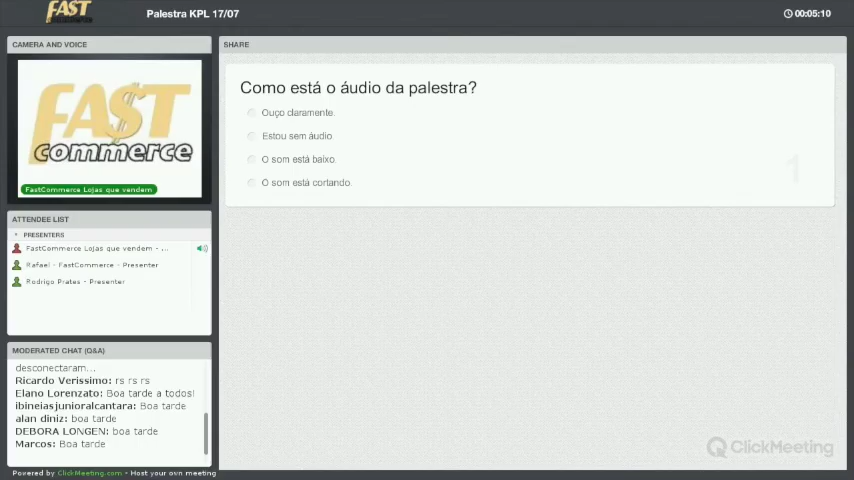 FAST
Palestra KPL 17/07
00:05:10
CAMERA AND VOICE
FA$T
commerce
FastCommerce Lojas que vendem
ATTENDEE LIST
PRESENTERS
FastCommerce Lojas que vendem - ...
Rafael - FastCommerce - Presenter
Rodrigo Prates - Presenter
MODERATED CHAT (Q&A)
desconectaram...
Ricardo Verissimo: rs rs rs
Elano Lorenzato: Boa tarde a todos!
ibineiasjunioralcantara: Boa tarde
alan diniz: boa tarde
DEBORA LONGEN: boa tarde
Marcos: Boa tarde
Powered by ClickMeeting.com • Host your own meeting
SHARE
Como está o áudio da palestra?
Ouço claramente.
Estou sem áudio
O som está baixo.
O som está cortando.
1
ClickMeeting